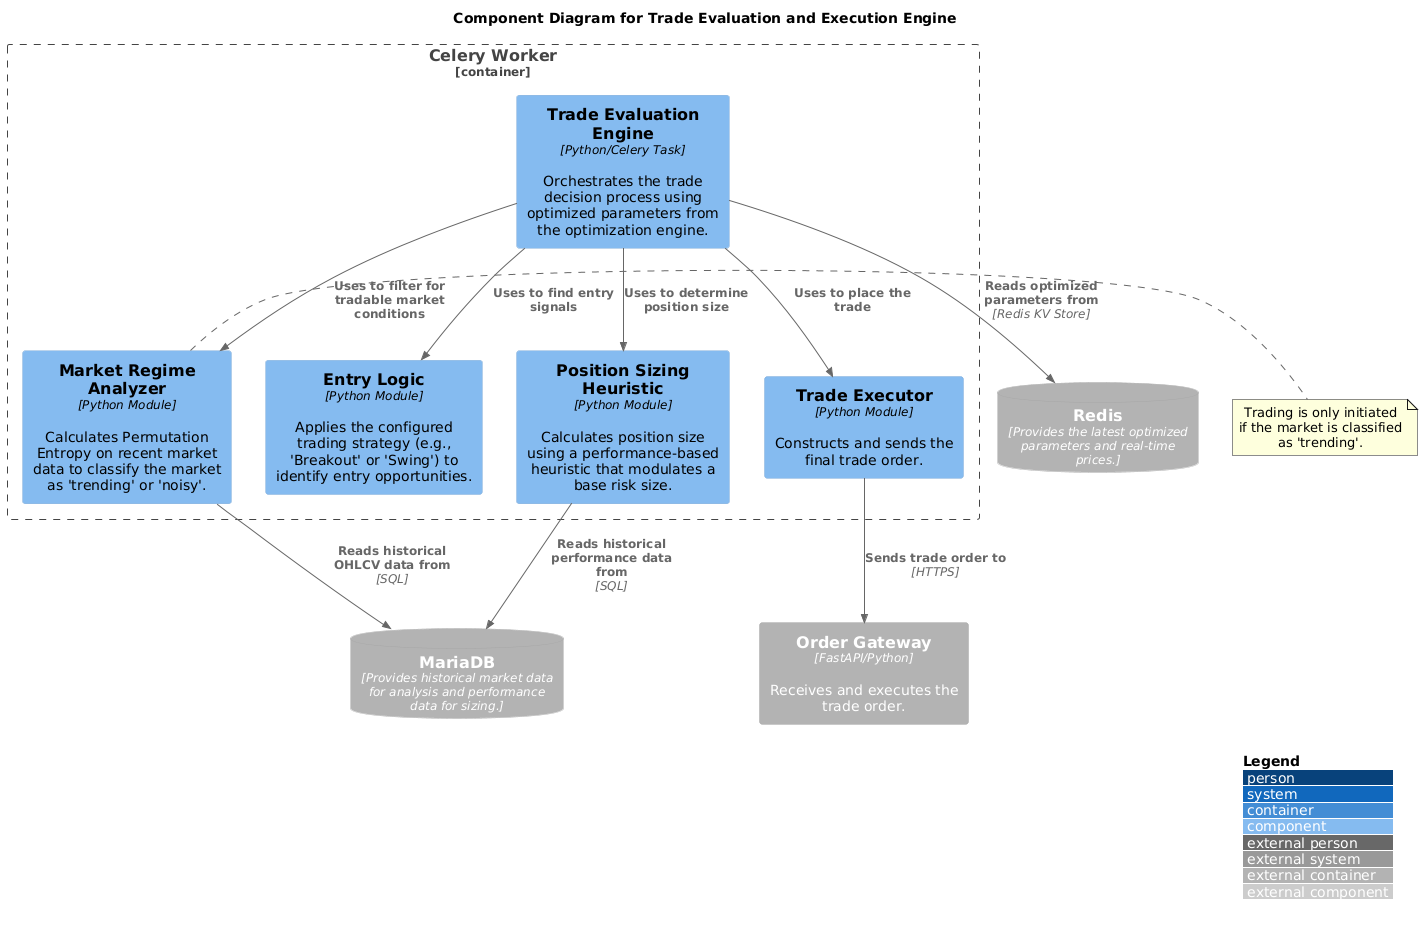 Component Diagram for Trade Evaluation and Execution Engine
Celery Worker
[container]
Trade Evaluation
Engine
[Python/Celery Task]
Orchestrates the trade
decision process using
optimized parameters from
the optimization engine.
Uses to filter for
tradable market
conditions
Uses to find entry
signals
Uses to determine
position size
Uses to place the
trade
Reads optimized
parameters from
[Redis KV Store]
Market Regime
Analyzer
[Python Module]
Calculates Permutation
Entropy on recent market
data to classify the market
as 'trending' or 'noisy'.
Entry Logic
[Python Module]
Applies the configured
trading strategy (e.g.,
'Breakout' or 'Swing') to
identify entry opportunities.
Position Sizing
Heuristic
[Python Module]
Calculates position size
using a performance-based
heuristic that modulates a
base risk size.
Trade Executor
[Python Module]
Constructs and sends the
final trade order.
Redis
[Provides the latest optimized
parameters and real-time
prices.]
Trading is only initiated
if the market is classified
as 'trending'.
Reads historical
OHLCV data from
[SQL]
Reads historical
performance data
from
[SQL]
Sends trade order to
[HTTPS]
MariaDB
[Provides historical market data
for analysis and performance
data for sizing.]
Order Gateway
[FastAPI/Python]
Receives and executes the
trade order.
Legend
person
system
container
component
external person
external system
external container
external component